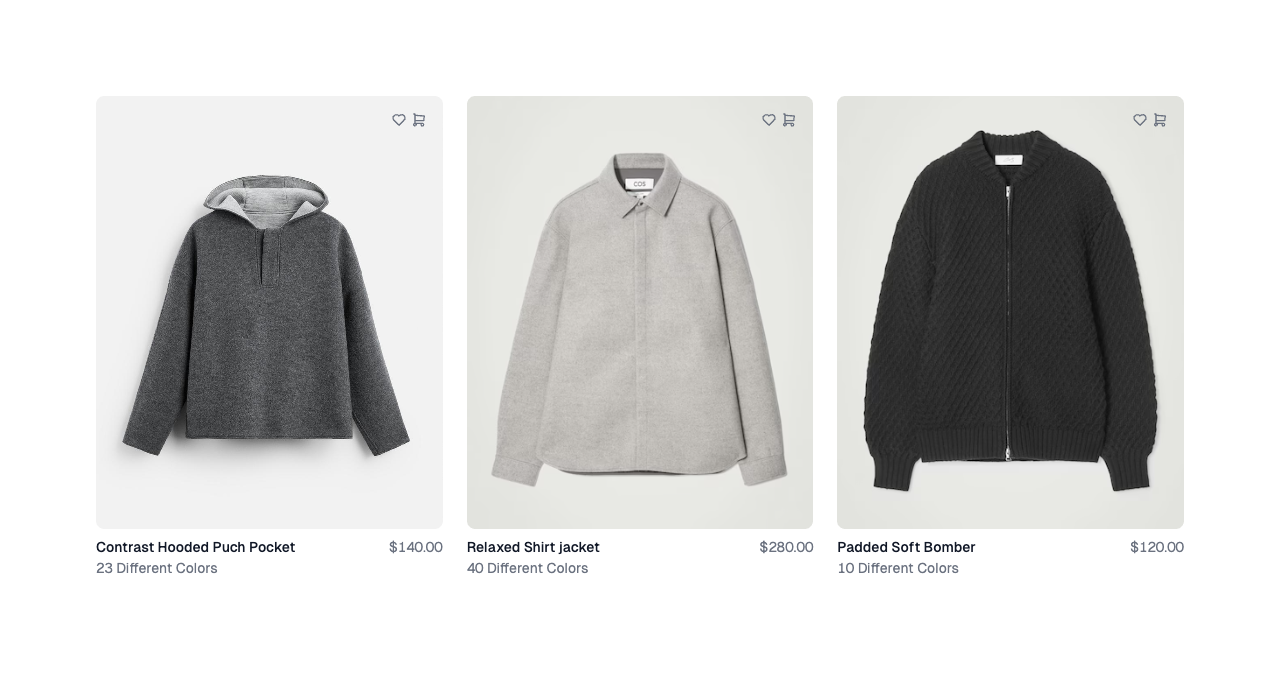 COS
Contrast Hooded Puch Pocket
$140.00
23 Different Colors
Relaxed Shirt jacket
$280.00
40 Different Colors
Padded Soft Bomber
$120.00
10 Different Colors